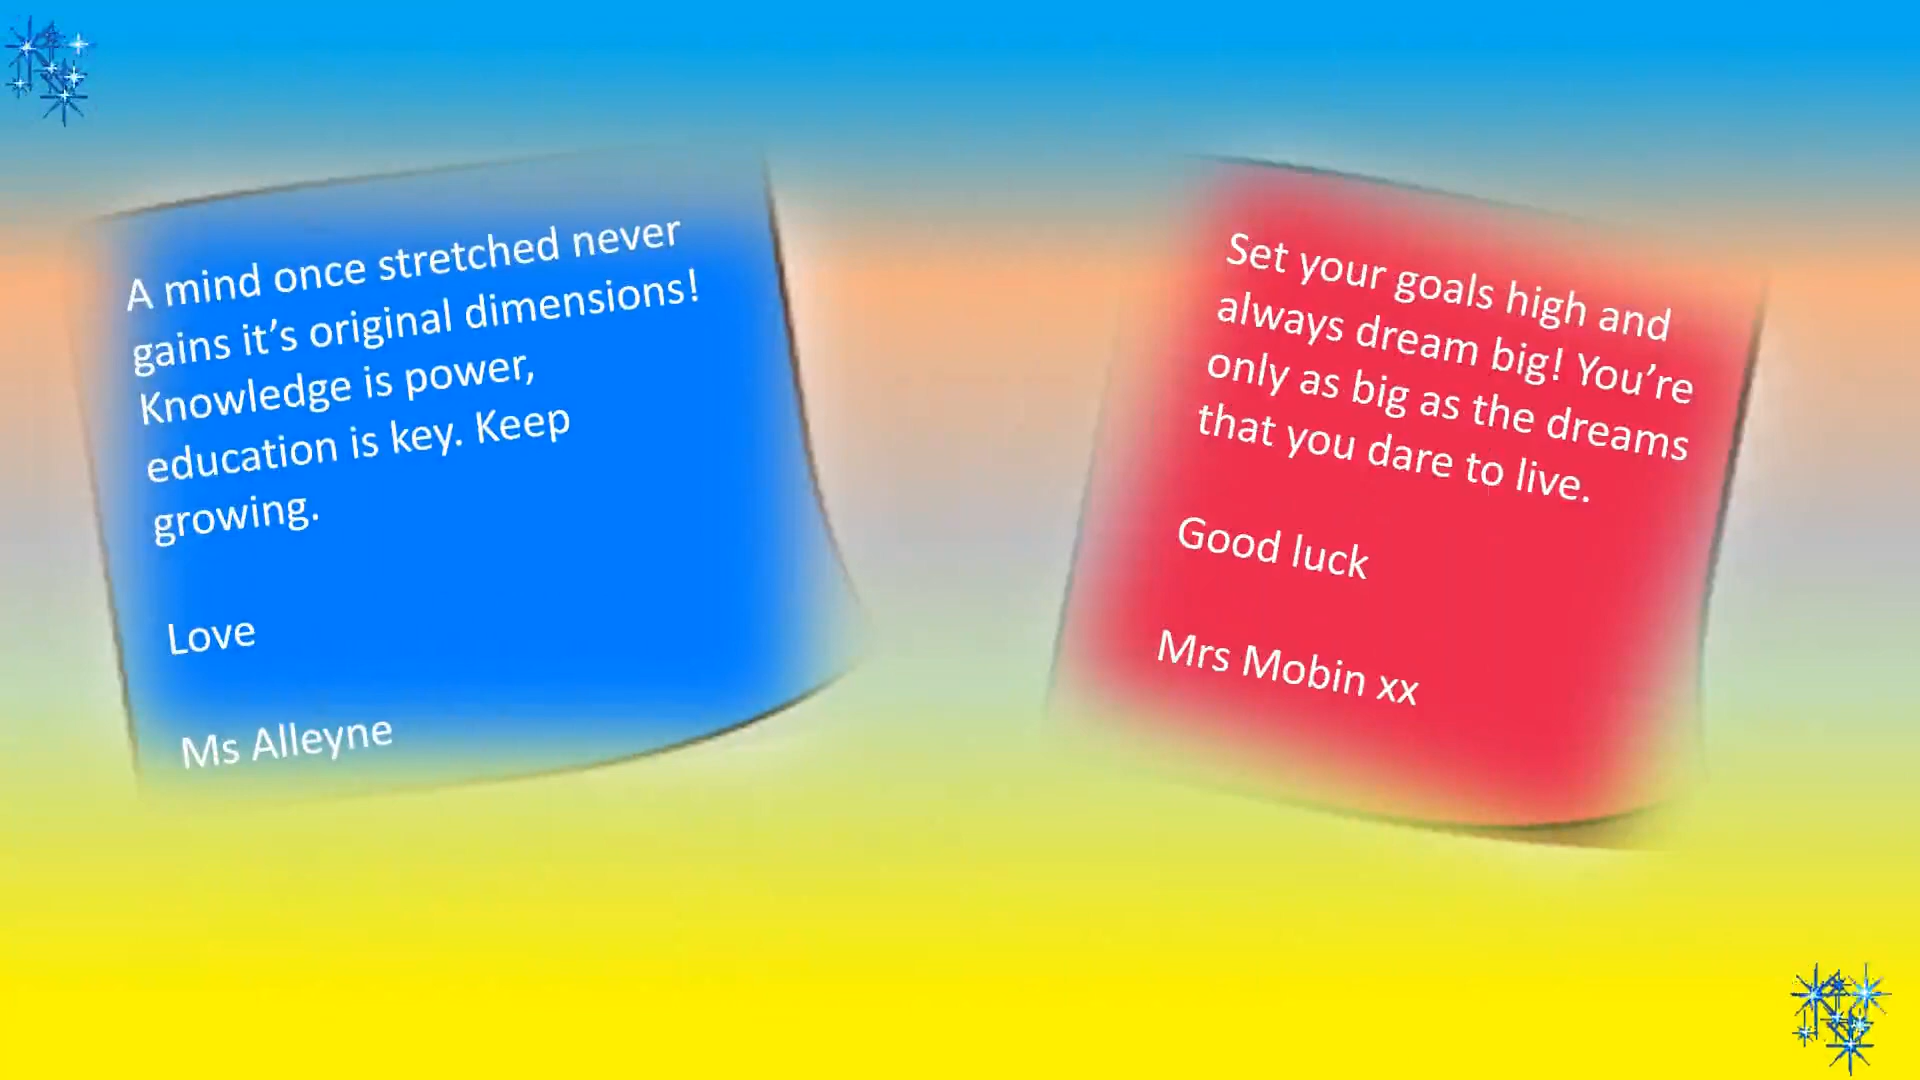 A mind once stretched never
gains it’s original dimensions!
Knowledge is power,
education is key. Keep
growing.
Love
Ms Alleyne
Set your goals high and
always dream big! You’re
only as big as the dreams
that you dare to live.
Good luck
Mrs Mobin xx